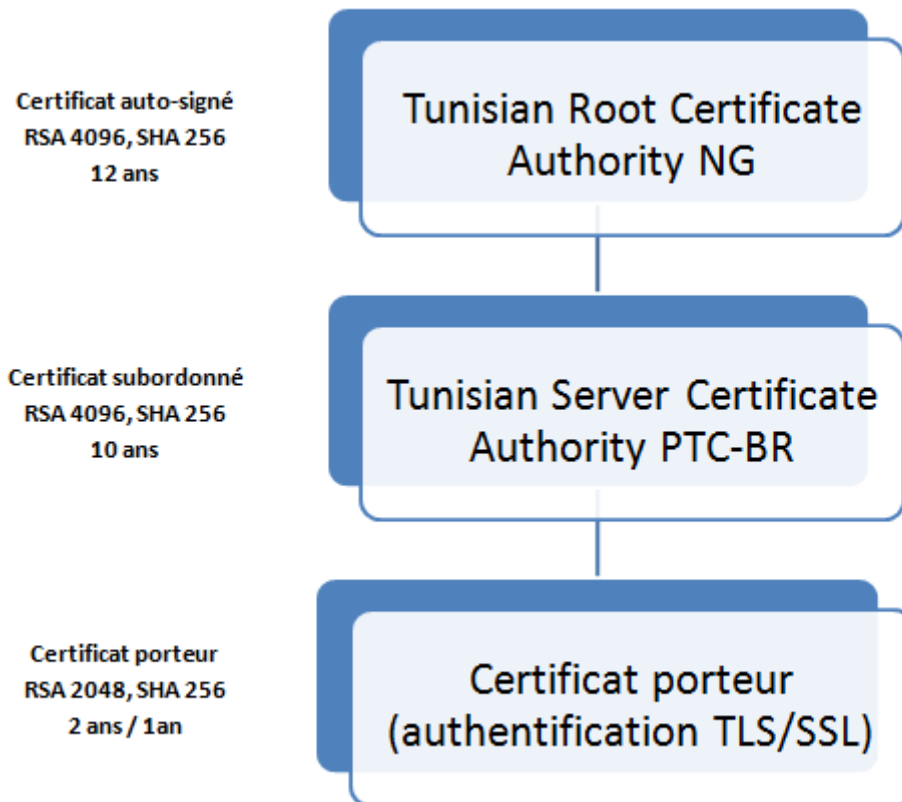 Certificat auto-signé
RSA 4096, SHA 256
12 ans
Tunisian Root Certificate
Authority NG
Certificat subordonné
RSA 4096, SHA 256
10 ans
Tunisian Server Certificate
Authority PTC-BR
Certificat porteur
RSA 2048, SHA 256
2 ans / 1an
Certificat porteur
(authentification TLS/SSL)